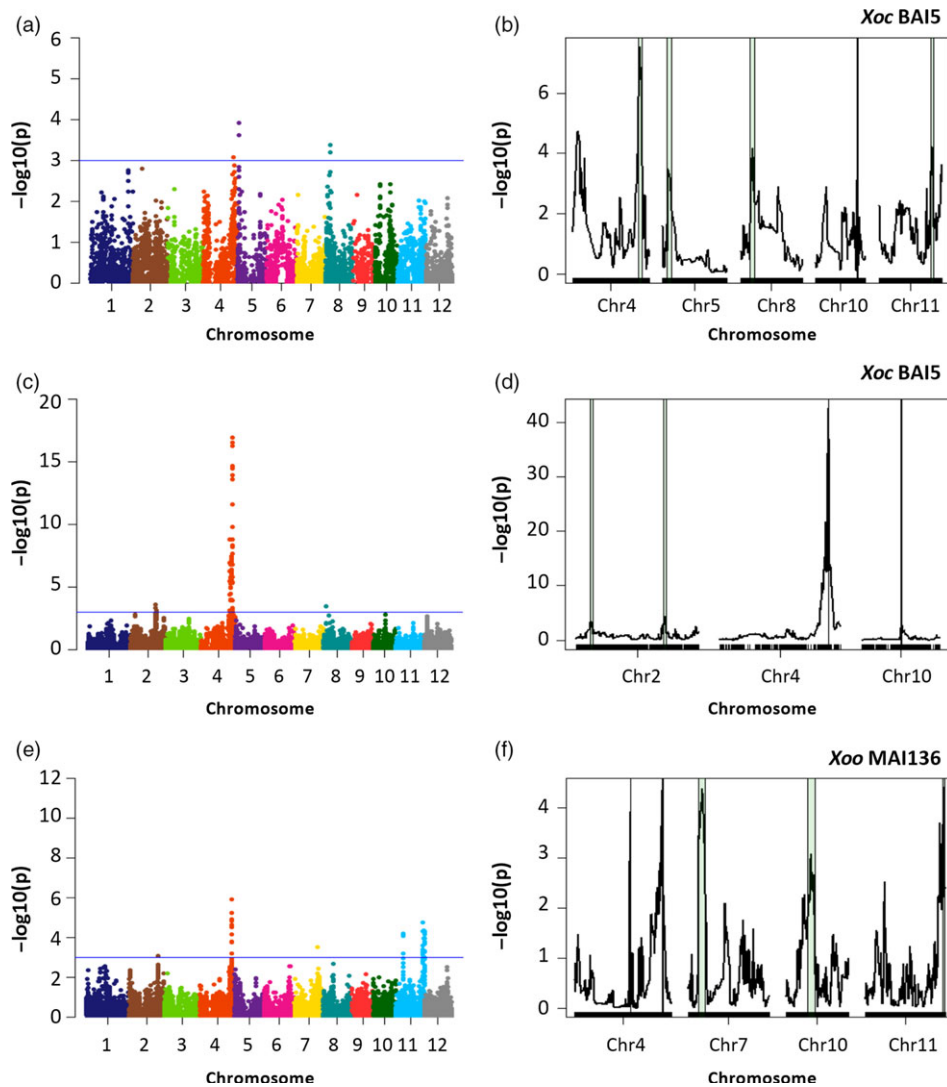 (a)
6
5
4
3
2
1
0
−log10(p)
1 2 3 4 5 6 7 8 9 10 11 12
Chromosome
(b)
Xoc BAI5
6
4
2
0
−log10(p)
Chr4 Chr5 Chr8 Chr10 Chr11
Chromosome
(c)
20
15
10
5
0
−log10(p)
1 2 3 4 5 6 7 8 9 10 11 12
Chromosome
(d)
Xoc BAI5
40
30
20
10
0
−log10(p)
Chr2 Chr4 Chr10
Chromosome
(e)
12
10
8
6
4
2
0
−log10(p)
1 2 3 4 5 6 7 8 9 10 11 12
Chromosome
(f)
Xoo MAI136
4
3
2
1
0
−log10(p)
Chr4 Chr7 Chr10 Chr11
Chromosome